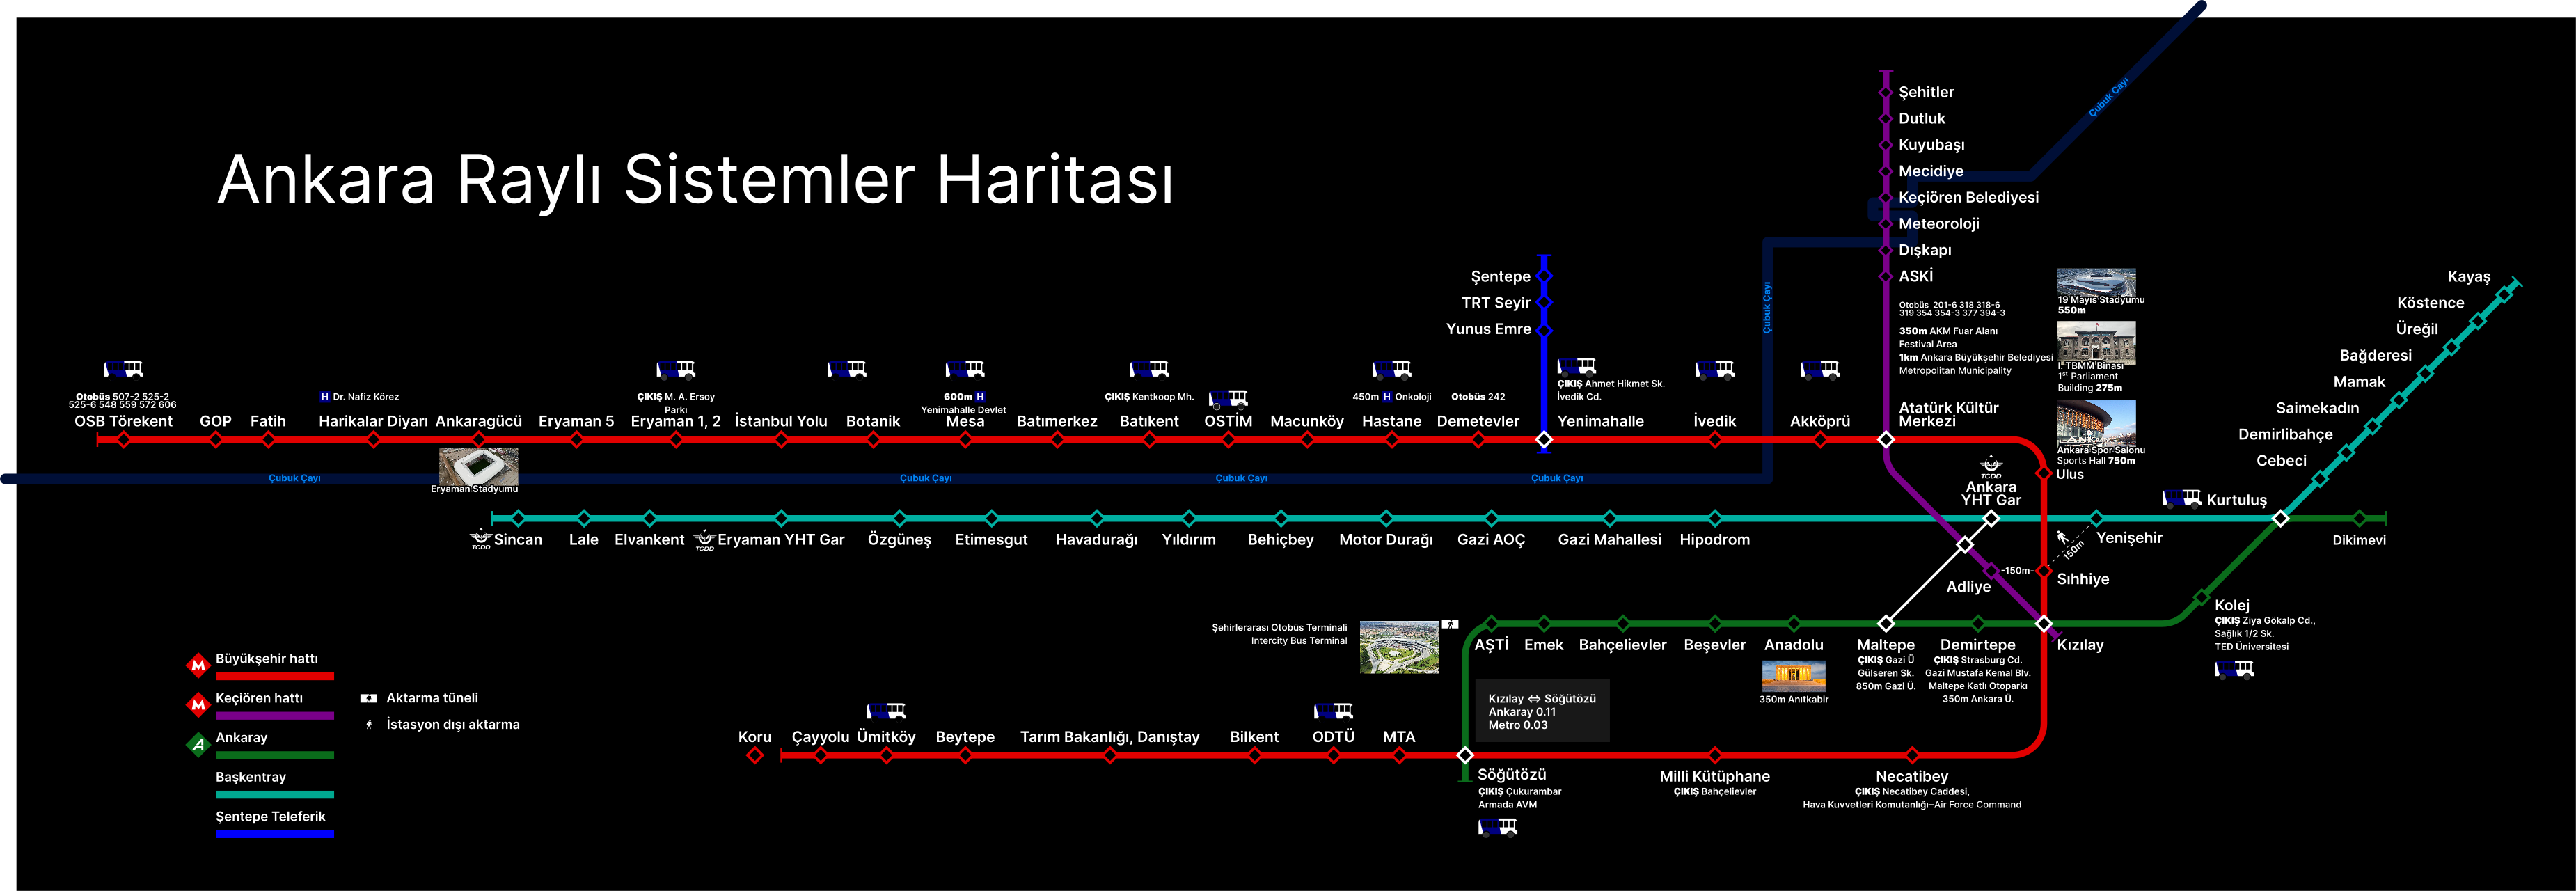 Ankara Raylı Sistemler Haritası
Çubuk Çayı
Şehitler
Dutluk
Kuyubaşı
Mecidiye
Keçiören Belediyesi
Meteoroloji
Dışkapı
ASKİ
Otobüs 201-6 318 318-6
319 354 354-3 377 394-3
350m AKM Fuar Alanı
Festival Area
1km Ankara Büyükşehir Belediyesi
Metropolitan Municipality
Atatürk Kültür
Merkezi
19 Mayıs Stadyumu
550m
I. TBMM Binası
1st Parliament
Building 275m
ANKARA
Ankara Spor Salonu
Sports Hall 750m
Kayaş
Köstence
Üreğil
Bağderesi
Mamak
Saimekadın
Demirlibahçe
Cebeci
Çubuk Çayı
Şentepe
TRT Seyir
Yunus Emre
Otobüs 507-2 525-2
525-6 548 559 572 606
OSB Törekent
GOP
Fatih
H Dr. Nafiz Körez
Harikalar Diyarı
Ankaragücü
Eryaman 5
ÇIKIŞ M. A. Ersoy
Parkı
Eryaman 1, 2
İstanbul Yolu
Botanik
600m H
Yenimahalle Devlet
Mesa
Batımerkez
ÇIKIŞ Kentkoop Mh.
Batıkent
OSTİM
Macunköy
450m H Onkoloji
Hastane
Otobüs 242
Demetevler
ÇIKIŞ Ahmet Hikmet Sk.
İvedik Cd.
Yenimahalle
İvedik
Akköprü
Eryaman Stadyumu
Çubuk Çayı
Çubuk Çayı
Çubuk Çayı
Çubuk Çayı
TCDD
Ankara
YHT Gar
Ulus
Kurtuluş
TCDD
Sincan
Lale
Elvankent
TCDD
Eryaman YHT Gar
Özgüneş
Etimesgut
Havadurağı
Yıldırım
Behiçbey
Motor Durağı
Gazi AOÇ
Gazi Mahallesi
Hipodrom
150m
Yenişehir
Dikimevi
Adliye
-150m-
Sıhhiye
Şehirlerarası Otobüs Terminali
Intercity Bus Terminal
AŞTİ
Emek
Bahçelievler
Beşevler
Anadolu
350m Anıtkabir
Maltepe
ÇIKIŞ Gazi Ü
Gülseren Sk.
850m Gazi Ü.
Demirtepe
ÇIKIŞ Strasburg Cd.
Gazi Mustafa Kemal Blv.
Maltepe Katlı Otoparkı
350m Ankara Ü.
Kızılay
Kolej
ÇIKIŞ Ziya Gökalp Cd.,
Sağlık 1/2 Sk.
TED Üniversitesi
Kızılay ⇔ Söğütözü
Ankaray 0.11
Metro 0.03
Koru
Çayyolu
Ümitköy
Beytepe
Tarım Bakanlığı, Danıştay
Bilkent
ODTÜ
MTA
Söğütözü
ÇIKIŞ Çukurambar
Armada AVM
Milli Kütüphane
ÇIKIŞ Bahçelievler
Necatibey
ÇIKIŞ Necatibey Caddesi,
Hava Kuvvetleri Komutanlığı—Air Force Command
M Büyükşehir hattı
M Keçiören hattı
A Ankaray
Başkentray
Şentepe Teleferik
Aktarma tüneli
İstasyon dışı aktarma